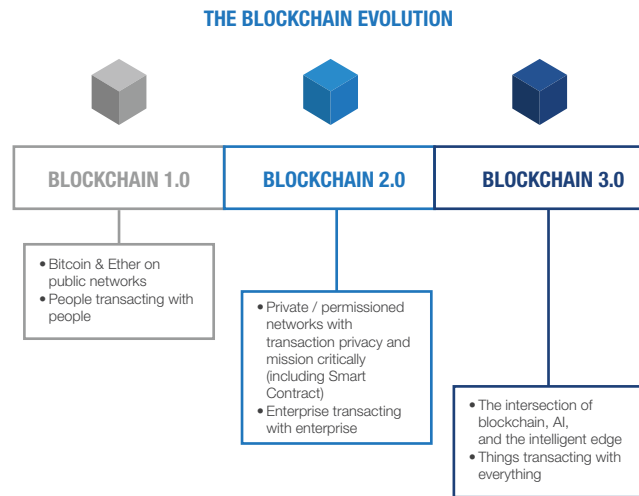 THE BLOCKCHAIN EVOLUTION
BLOCKCHAIN 1.0
BLOCKCHAIN 2.0
BLOCKCHAIN 3.0
• Bitcoin & Ether on
public networks
• People transacting with
people
• Private / permissioned
networks with
transaction privacy and
mission critically
(including Smart
Contract)
• Enterprise transacting
with enterprise
• The intersection of
blockchain, AI,
and the intelligent edge
• Things transacting with
everything